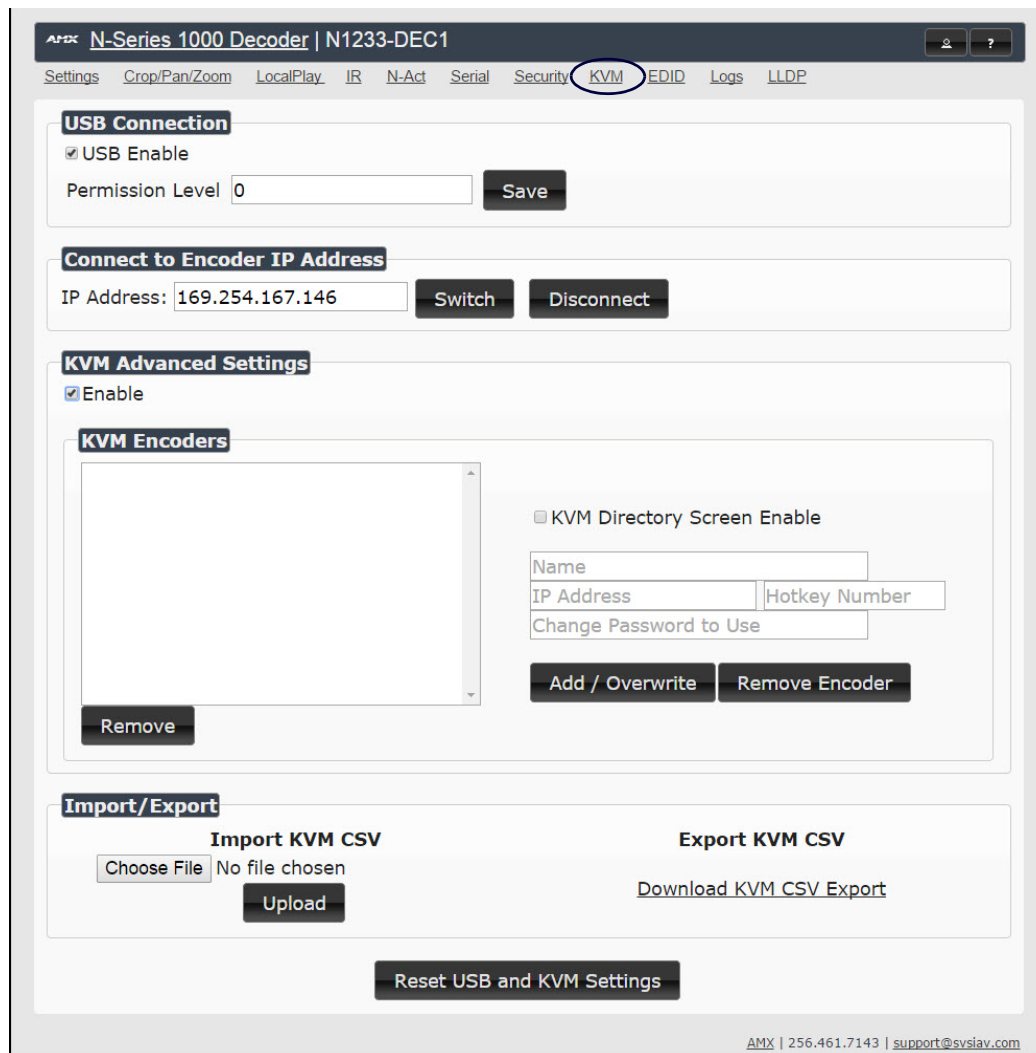 AMX N-Series 1000 Decoder | N1233-DEC1 ?
Settings Crop/Pan/Zoom LocalPlay IR N-Act Serial Security KVM EDID Logs LLDP
USB Connection
USB Enable
Permission Level 0 Save
Connect to Encoder IP Address
IP Address: 169.254.167.146 Switch Disconnect
KVM Advanced Settings
Enable
KVM Encoders
KVM Directory Screen Enable
Name
IP Address Hotkey Number
Change Password to Use
Add / Overwrite Remove Encoder
Remove
Import/Export
Import KVM CSV Export KVM CSV
Choose File No file chosen
Download KVM CSV Export
Upload
Reset USB and KVM Settings
AMX | 256.461.7143 | support@svsiav.com